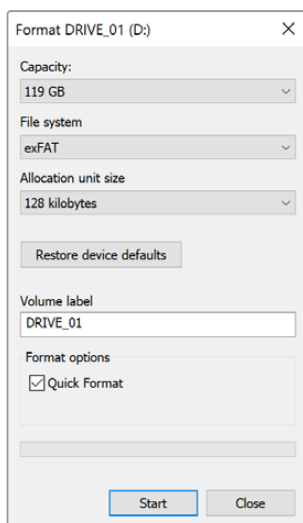 Format DRIVE_01 (D:)
Capacity:
119 GB
File system
exFAT
Allocation unit size
128 kilobytes
Restore device defaults
Volume label
DRIVE_01
Format options
Quick Format
Start Close